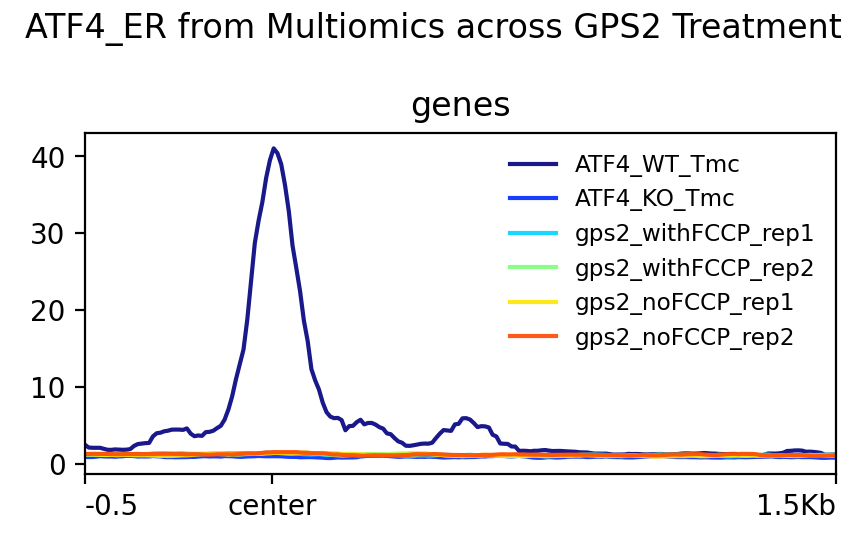 ATF4_ER from Multiomics across GPS2 Treatment
genes
40
30
20
10
0
ATF4_WT_Tmc
ATF4_KO_Tmc
gps2_withFCCP_rep1
gps2_withFCCP_rep2
gps2_noFCCP_rep1
gps2_noFCCP_rep2
-0.5 center 1.5Kb